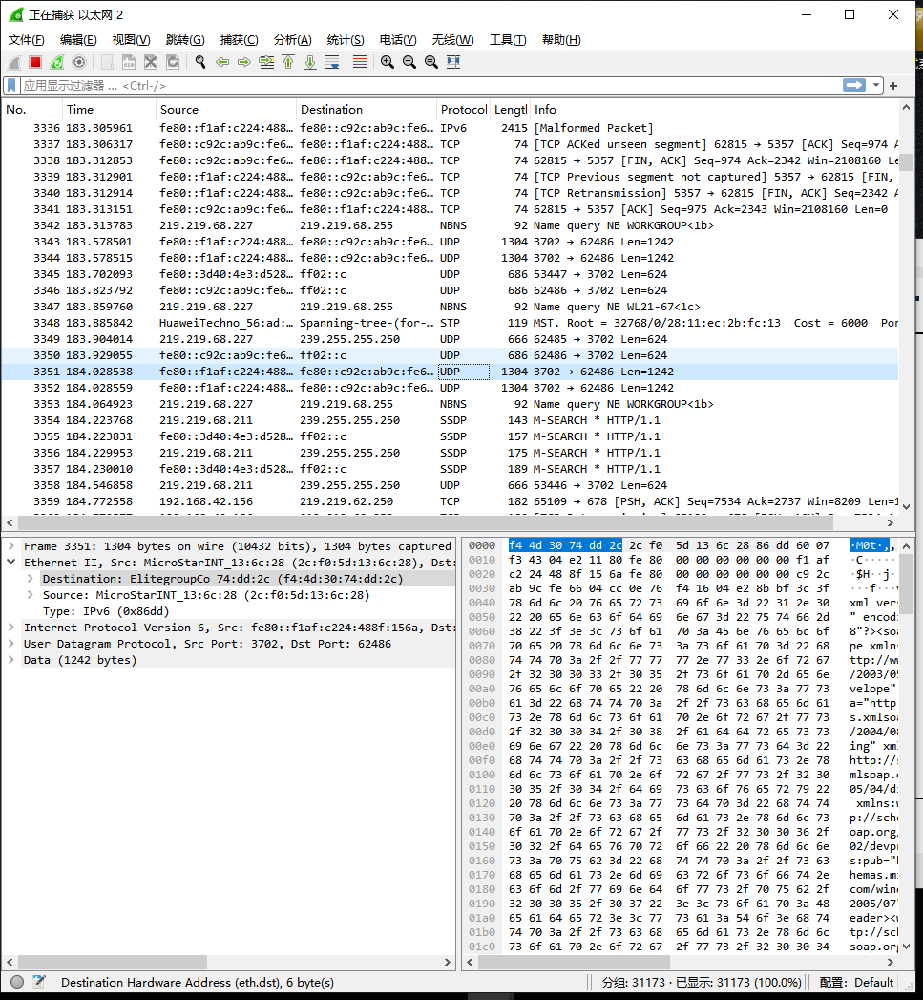 正在捕获 以太网 2
文件(F) 编辑(E) 视图(V) 跳转(G) 捕获(C) 分析(A) 统计(S) 电话(Y) 无线(W) 工具(T) 帮助(H)
应用显示过滤器 … <Ctrl-/>
No. Time Source Destination Protocol Lengtl Info
3336 183.305961 fe80::f1af:c224:488… fe80::c92c:ab9c:fe6… IPv6 2415 [Malformed Packet]
3337 183.306317 fe80::c92c:ab9c:fe6… fe80::f1af:c224:488… TCP 74 [TCP ACKed unseen segment] 62815 → 5357 [ACK] Seq=974 A
3338 183.312853 fe80::c92c:ab9c:fe6… fe80::f1af:c224:488… TCP 74 62815 → 5357 [FIN, ACK] Seq=974 Ack=2342 Win=2108160 Le
3339 183.312901 fe80::f1af:c224:488… fe80::c92c:ab9c:fe6… TCP 74 [TCP Previous segment not captured] 5357 → 62815 [FIN,
3340 183.312914 fe80::f1af:c224:488… fe80::c92c:ab9c:fe6… TCP 74 [TCP Retransmission] 5357 → 62815 [FIN, ACK] Seq=2342 A
3341 183.313151 fe80::c92c:ab9c:fe6… fe80::f1af:c224:488… TCP 74 62815 → 5357 [ACK] Seq=975 Ack=2343 Win=2108160 Len=0
3342 183.313783 219.219.68.227 219.219.68.255 NBNS 92 Name query NB WORKGROUP<1b>
3343 183.578501 fe80::f1af:c224:488… fe80::c92c:ab9c:fe6… UDP 1304 3702 → 62486 Len=1242
3344 183.578515 fe80::f1af:c224:488… fe80::c92c:ab9c:fe6… UDP 1304 3702 → 62486 Len=1242
3345 183.702093 fe80::3d40:4e3:d528… ff02::c UDP 686 53447 → 3702 Len=624
3346 183.823792 fe80::c92c:ab9c:fe6… ff02::c UDP 686 62486 → 3702 Len=624
3347 183.859760 219.219.68.227 219.219.68.255 NBNS 92 Name query NB WL21-67<1c>
3348 183.885842 HuaweiTechno_56:ad:… Spanning-tree-(for-… STP 119 MST. Root = 32768/0/28:11:ec:2b:fc:13 Cost = 6000 Por
3349 183.904014 219.219.68.227 239.255.255.250 UDP 666 62485 → 3702 Len=624
3350 183.929055 fe80::c92c:ab9c:fe6… ff02::c UDP 686 62486 → 3702 Len=624
3351 184.028538 fe80::f1af:c224:488… fe80::c92c:ab9c:fe6… UDP 1304 3702 → 62486 Len=1242
3352 184.028559 fe80::f1af:c224:488… fe80::c92c:ab9c:fe6… UDP 1304 3702 → 62486 Len=1242
3353 184.064923 219.219.68.227 219.219.68.255 NBNS 92 Name query NB WORKGROUP<1b>
3354 184.223768 219.219.68.211 239.255.255.250 SSDP 143 M-SEARCH * HTTP/1.1
3355 184.223831 fe80::3d40:4e3:d528… ff02::c SSDP 157 M-SEARCH * HTTP/1.1
3356 184.229953 219.219.68.211 239.255.255.250 SSDP 175 M-SEARCH * HTTP/1.1
3357 184.230010 fe80::3d40:4e3:d528… ff02::c SSDP 189 M-SEARCH * HTTP/1.1
3358 184.546858 219.219.68.211 239.255.255.250 UDP 666 53446 → 3702 Len=624
3359 184.772558 192.168.42.156 219.219.62.250 TCP 182 65109 → 678 [PSH, ACK] Seq=7534 Ack=2737 Win=8209 Len=1
Frame 3351: 1304 bytes on wire (10432 bits), 1304 bytes captured
Ethernet II, Src: MicroStarINT_13:6c:28 (2c:f0:5d:13:6c:28), Dst:
Destination: ElitegroupCo_74:dd:2c (f4:4d:30:74:dd:2c)
Source: MicroStarINT_13:6c:28 (2c:f0:5d:13:6c:28)
Type: IPv6 (0x86dd)
Internet Protocol Version 6, Src: fe80::f1af:c224:488f:156a, Dst:
User Datagram Protocol, Src Port: 3702, Dst Port: 62486
Data (1242 bytes)
0000 f4 4d 30 74 dd 2c 2c f0 5d 13 6c 28 86 dd 60 07 ·M0t·,,
0010 f3 43 04 e2 11 80 fe 80 00 00 00 00 00 00 f1 af ·C······
0020 c2 24 48 8f 15 6a fe 80 00 00 00 00 00 00 c9 2c ·$H··j··
0030 ab 9c fe 66 04 cc 0e 76 f4 16 04 e2 8b bf 3c 3f ···f···v
0040 78 6d 6c 20 76 65 72 73 69 6f 6e 3d 22 31 2e 30 xml vers
0050 22 20 65 6e 63 6f 64 69 6e 67 3d 22 75 74 66 2d " encodi
0060 38 22 3f 3e 3c 73 6f 61 70 3a 45 6e 76 65 6c 6f 8"?><soa
0070 70 65 20 78 6d 6c 6e 73 3a 73 6f 61 70 3d 22 68 pe xmlns
0080 74 74 70 3a 2f 2f 77 77 77 2e 77 33 2e 6f 72 67 ttp://ww
0090 2f 32 30 30 33 2f 30 35 2f 73 6f 61 70 2d 65 6e /2003/05
00a0 76 65 6c 6f 70 65 22 20 78 6d 6c 6e 73 3a 77 73 velope"
00b0 61 3d 22 68 74 74 70 3a 2f 2f 73 63 68 65 6d 61 a="http:
00c0 73 2e 78 6d 6c 73 6f 61 70 2e 6f 72 67 2f 77 73 s.xmlsoa
00d0 2f 32 30 30 34 2f 30 38 2f 61 64 64 72 65 73 73 /2004/08
00e0 69 6e 67 22 20 78 6d 6c 6e 73 3a 77 73 64 3d 22 ing" xml
00f0 68 74 74 70 3a 2f 2f 73 63 68 65 6d 61 73 2e 78 http://s
0100 6d 6c 73 6f 61 70 2e 6f 72 67 2f 77 73 2f 32 30 mlsoap.o
0110 30 35 2f 30 34 2f 64 69 73 63 6f 76 65 72 79 22 05/04/di
0120 20 78 6d 6c 6e 73 3a 77 73 64 70 3d 22 68 74 74 xmlns:w
0130 70 3a 2f 2f 73 63 68 65 6d 61 73 2e 78 6d 6c 73 p://sche
0140 6f 61 70 2e 6f 72 67 2f 77 73 2f 32 30 30 36 2f oap.org/
0150 30 32 2f 64 65 76 70 72 6f 66 22 20 78 6d 6c 6e 02/devpr
0160 73 3a 70 75 62 3d 22 68 74 74 70 3a 2f 2f 73 63 s:pub="h
0170 68 65 6d 61 73 2e 6d 69 63 72 6f 73 6f 66 74 2e hemas.mi
0180 63 6f 6d 2f 77 69 6e 64 6f 77 73 2f 70 75 62 2f com/wind
0190 32 30 30 35 2f 30 37 22 3e 3c 73 6f 61 70 3a 48 2005/07"
01a0 65 61 64 65 72 3e 3c 77 73 61 3a 54 6f 3e 68 74 eader><w
01b0 74 70 3a 2f 2f 73 63 68 65 6d 61 73 2e 78 6d 6c tp://sch
01c0 73 6f 61 70 2e 6f 72 67 2f 77 73 2f 32 30 30 34 soap.org
Destination Hardware Address (eth.dst), 6 byte(s)
分组: 31173 · 已显示: 31173 (100.0%)
配置: Default